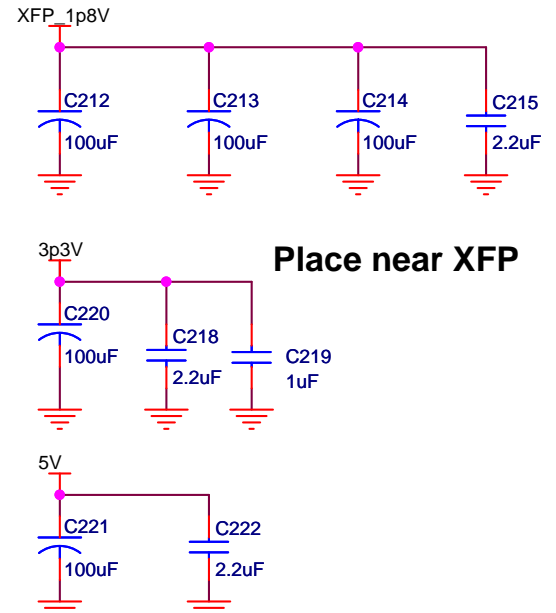 XFP_1p8V
C212
C213
C214
C215
100uF
100uF
100uF
2.2uF
3p3V
Place near XFP
C220
C218
C219
100uF
2.2uF
1uF
5V
C221
C222
100uF
2.2uF